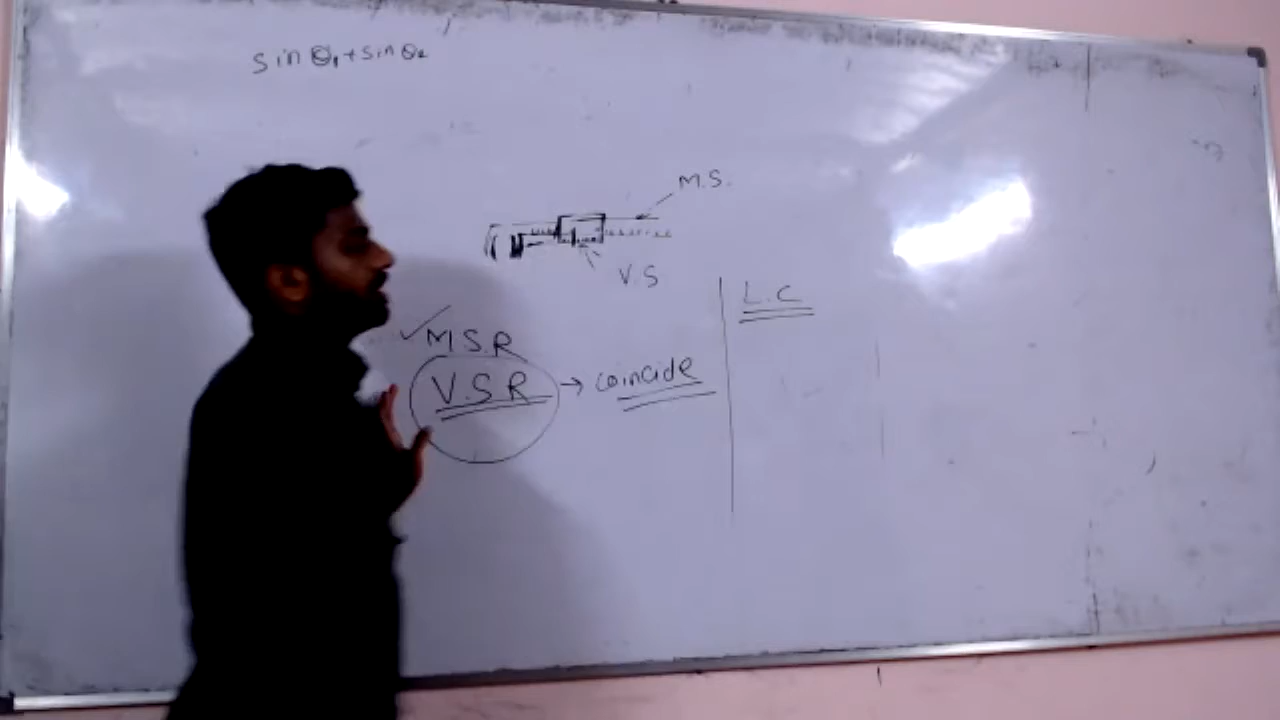 sin θ₁+sin θ₂
M.S.
V.S
L.C
✓M.S.R
V.S.R → coincide